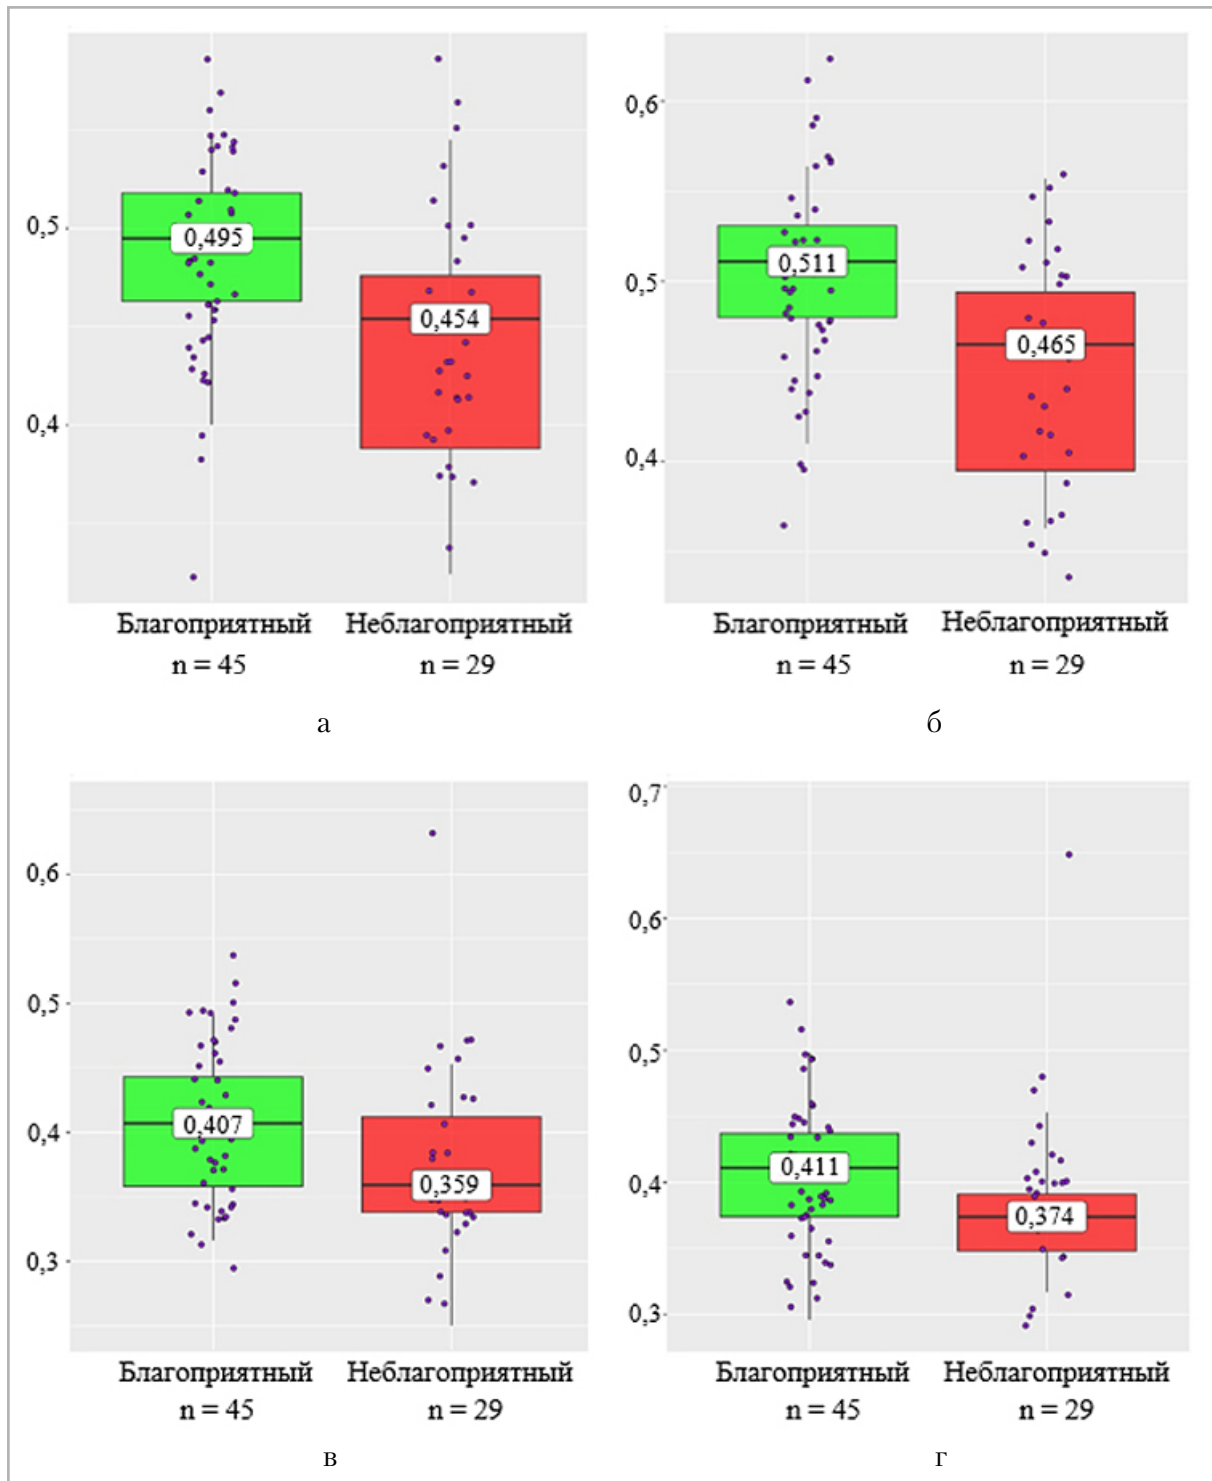 0,5
0,4
0,495
0,454
Благоприятный
n = 45
Неблагоприятный
n = 29
а
0,6
0,5
0,4
0,511
0,465
Благоприятный
n = 45
Неблагоприятный
n = 29
б
0,6
0,5
0,4
0,3
0,407
0,359
Благоприятный
n = 45
Неблагоприятный
n = 29
в
0,7
0,6
0,5
0,4
0,3
0,411
0,374
Благоприятный
n = 45
Неблагоприятный
n = 29
г